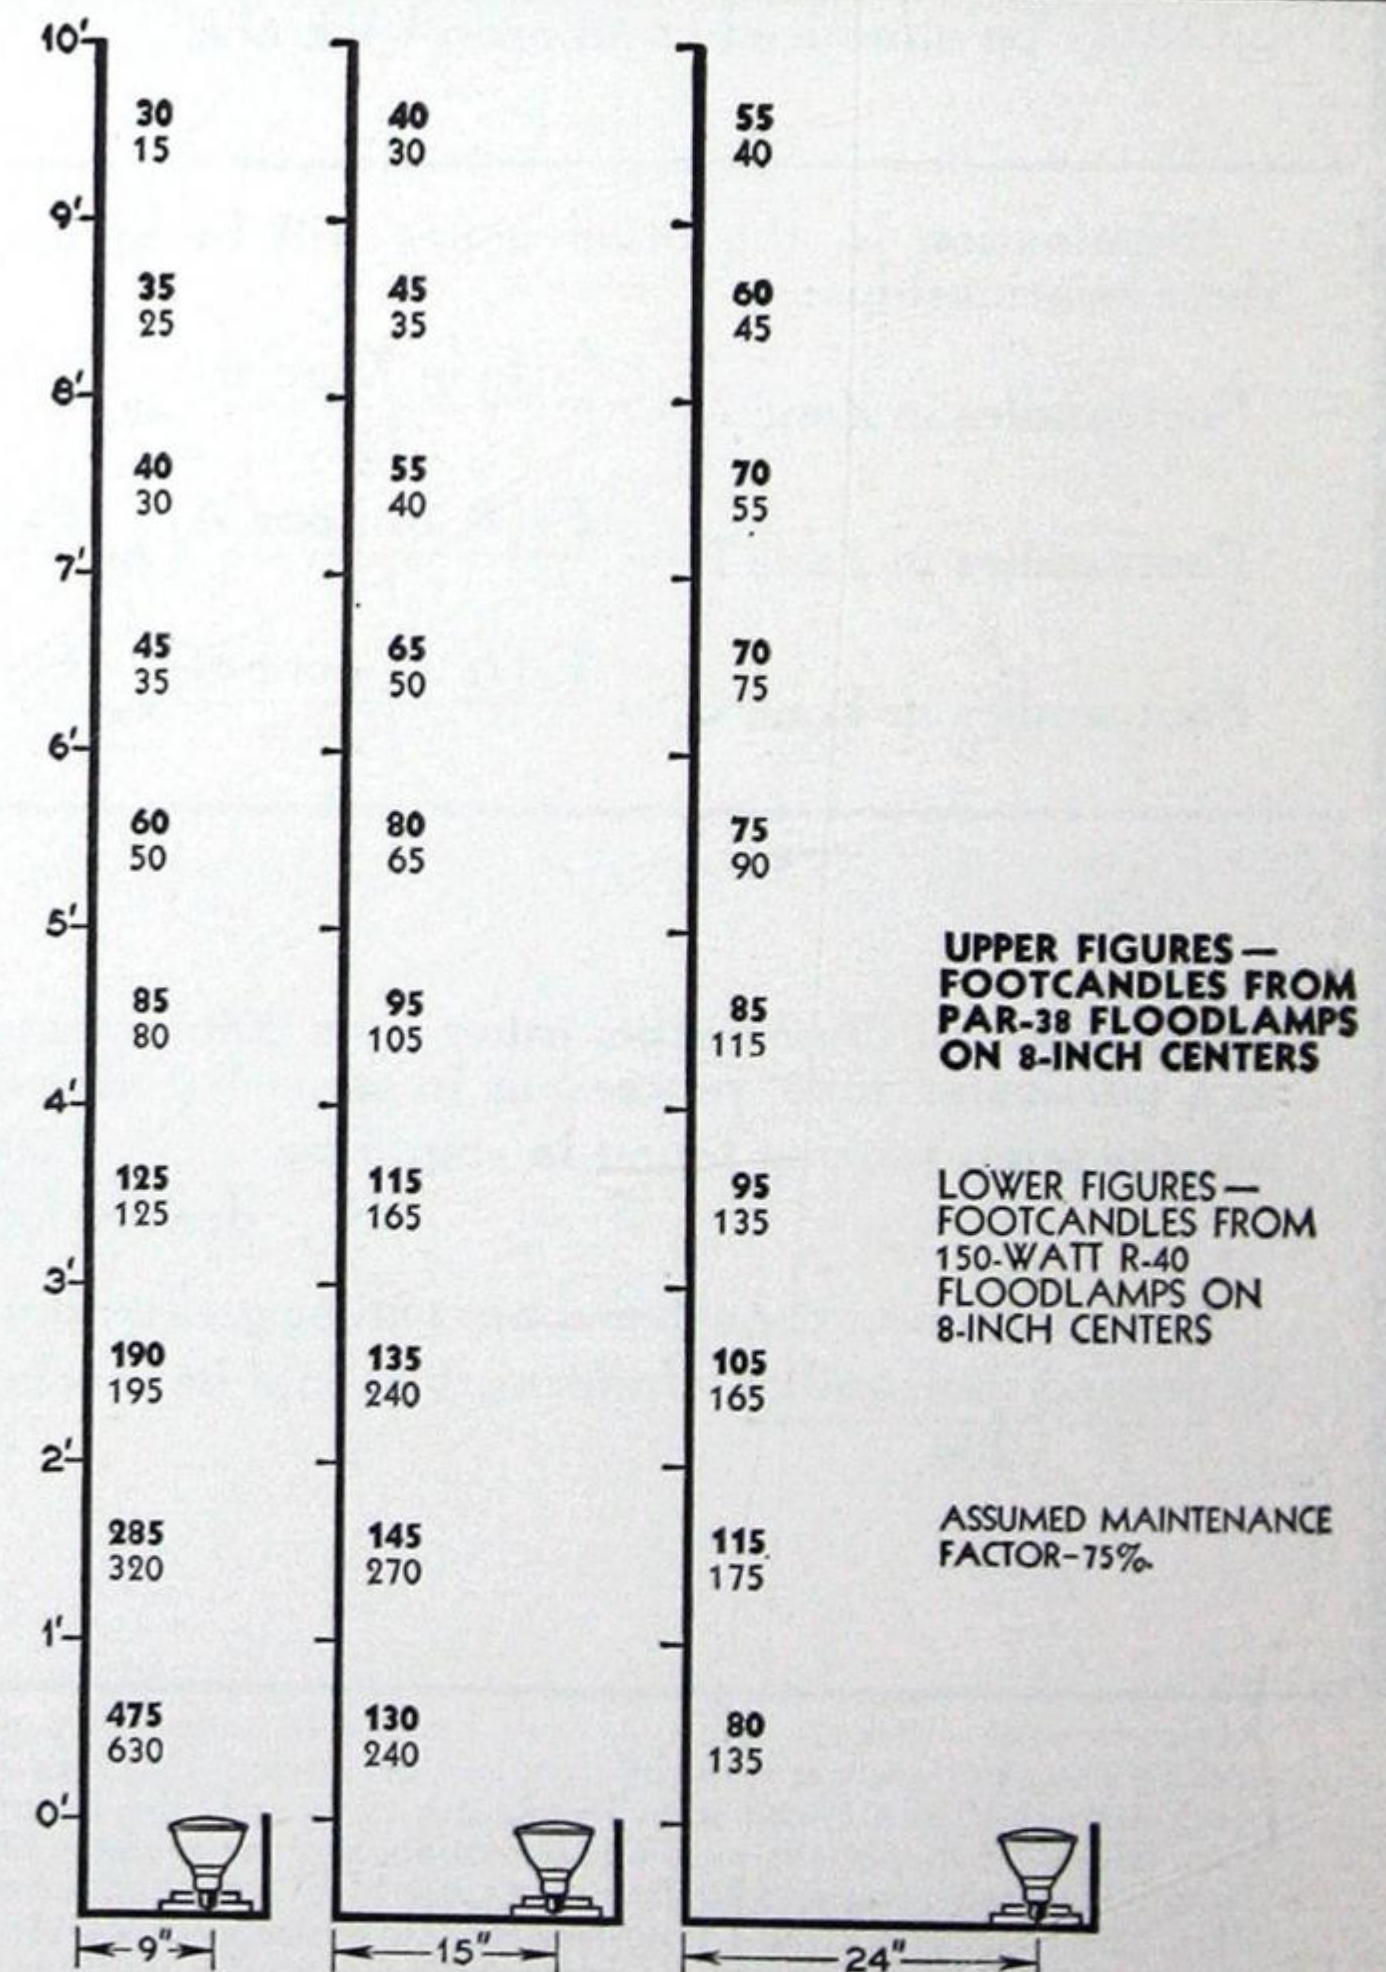 10'
30 40 55
15 30 40
9'
35 45 60
25 35 45
8'
40 55 70
30 40 55
7'
45 65 70
35 50 75
6'
60 80 75
50 65 90
5'
85 95 85
80 105 115
4'
125 115 95
125 165 135
3'
190 135 105
195 240 165
2'
285 145 115
320 270 175
1'
475 130 80
630 240 135
0'
9" 15" 24"
UPPER FIGURES—
FOOTCANDLES FROM
PAR-38 FLOODLAMPS
ON 8-INCH CENTERS
LOWER FIGURES—
FOOTCANDLES FROM
150-WATT R-40
FLOODLAMPS ON
8-INCH CENTERS
ASSUMED MAINTENANCE
FACTOR-75%.